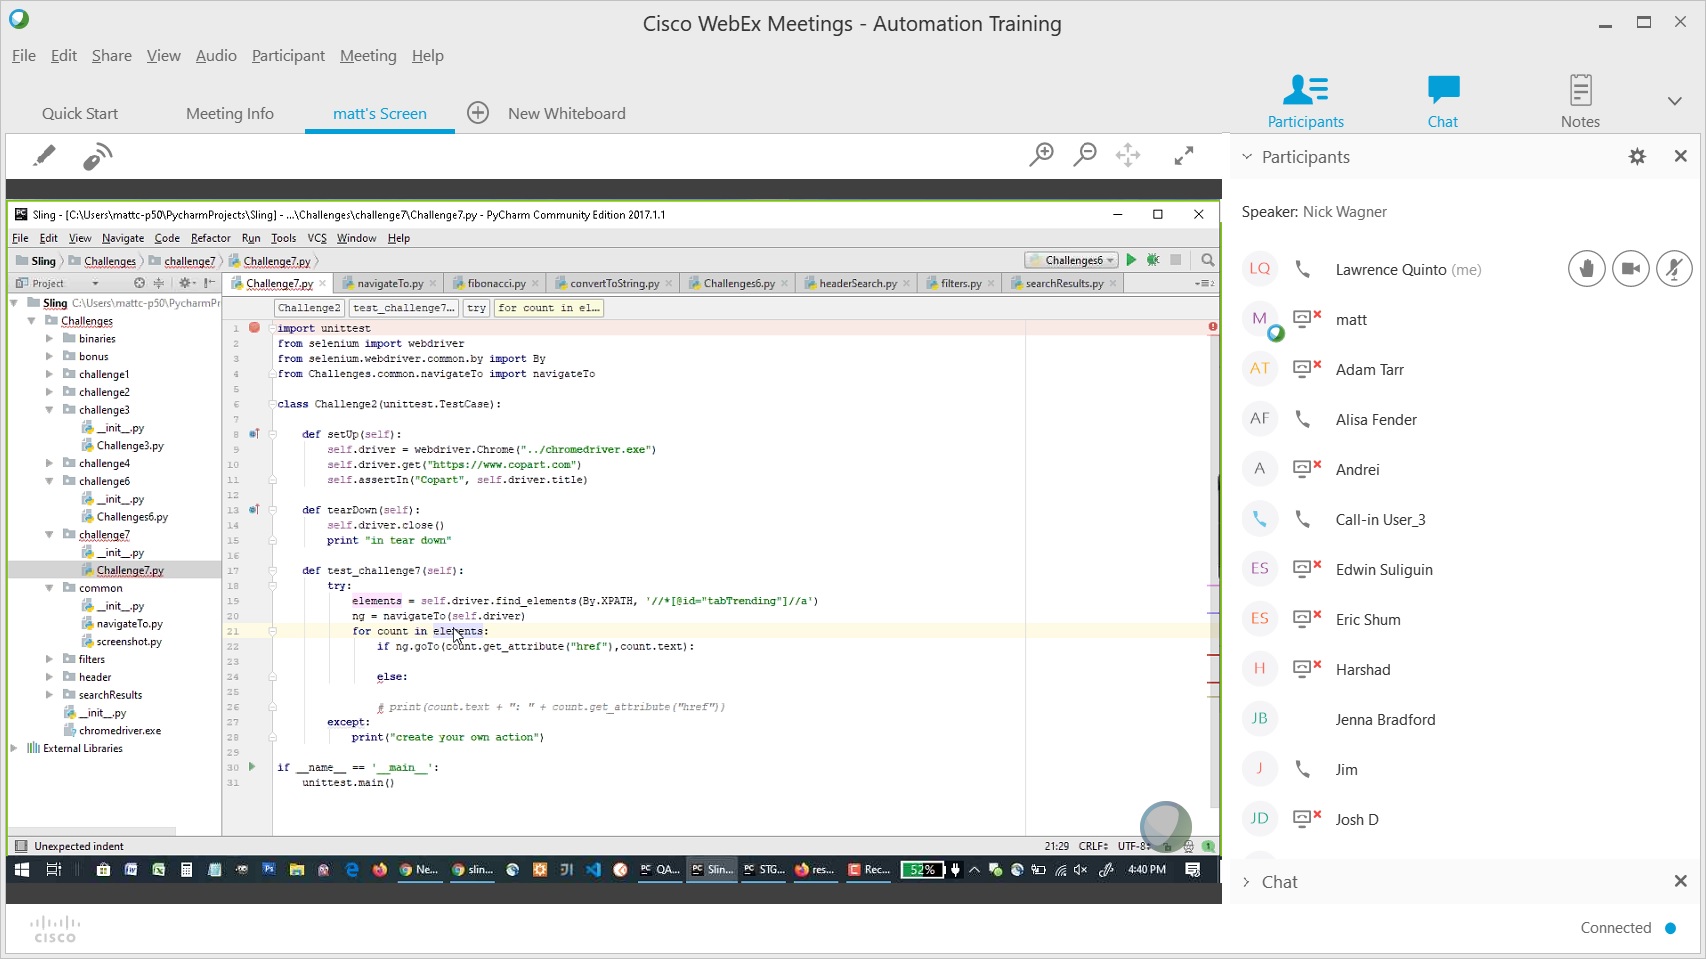 Cisco WebEx Meetings - Automation Training
File Edit Share View Audio Participant Meeting Help
Quick Start Meeting Info matt's Screen New Whiteboard
Participants Chat Notes
Sling - [C:\Users\mattc-p50\PycharmProjects\Sling] - ...\Challenges\challenge7\Challenge7.py - PyCharm Community Edition 2017.1.1
File Edit View Navigate Code Refactor Run Tools VCS Window Help
Sling Challenges challenge7 Challenge7.py Challenges6
Project
Challenge7.py navigateTo.py fibonacci.py convertToString.py Challenges6.py headerSearch.py filters.py searchResults.py
Sling C:\Users\mattc-p50\PycharmPr
Challenges
binaries
bonus
challenge1
challenge2
challenge3
__init__.py
Challenge3.py
challenge4
challenge6
__init__.py
Challenges6.py
challenge7
__init__.py
Challenge7.py
common
__init__.py
navigateTo.py
screenshot.py
filters
header
searchResults
__init__.py
chromedriver.exe
External Libraries
Challenge2 test_challenge7... try for count in el...
1 import unittest
2 from selenium import webdriver
3 from selenium.webdriver.common.by import By
4 from Challenges.common.navigateTo import navigateTo
5
6 class Challenge2(unittest.TestCase):
7
8 def setUp(self):
9 self.driver = webdriver.Chrome("../chromedriver.exe")
10 self.driver.get("https://www.copart.com")
11 self.assertIn("Copart", self.driver.title)
12
13 def tearDown(self):
14 self.driver.close()
15 print "in tear down"
16
17 def test_challenge7(self):
18 try:
19 elements = self.driver.find_elements(By.XPATH, '//*[@id="tabTrending"]//a')
20 ng = navigateTo(self.driver)
21 for count in elements:
22 if ng.goTo(count.get_attribute("href"),count.text):
23
24 else:
25
26 # print(count.text + ": " + count.get_attribute("href"))
27 except:
28 print("create your own action")
29
30 if __name__ == '__main__':
31 unittest.main()
Unexpected indent 21:29 CRLF UTF-8 1
Ne... slin... QA... Slin... STG... res... Rec... 52% 4:40 PM
Participants
Speaker: Nick Wagner
LQ Lawrence Quinto (me)
M matt
AT Adam Tarr
AF Alisa Fender
A Andrei
Call-in User_3
ES Edwin Suliguin
ES Eric Shum
H Harshad
JB Jenna Bradford
J Jim
JD Josh D
Chat
CISCO
Connected